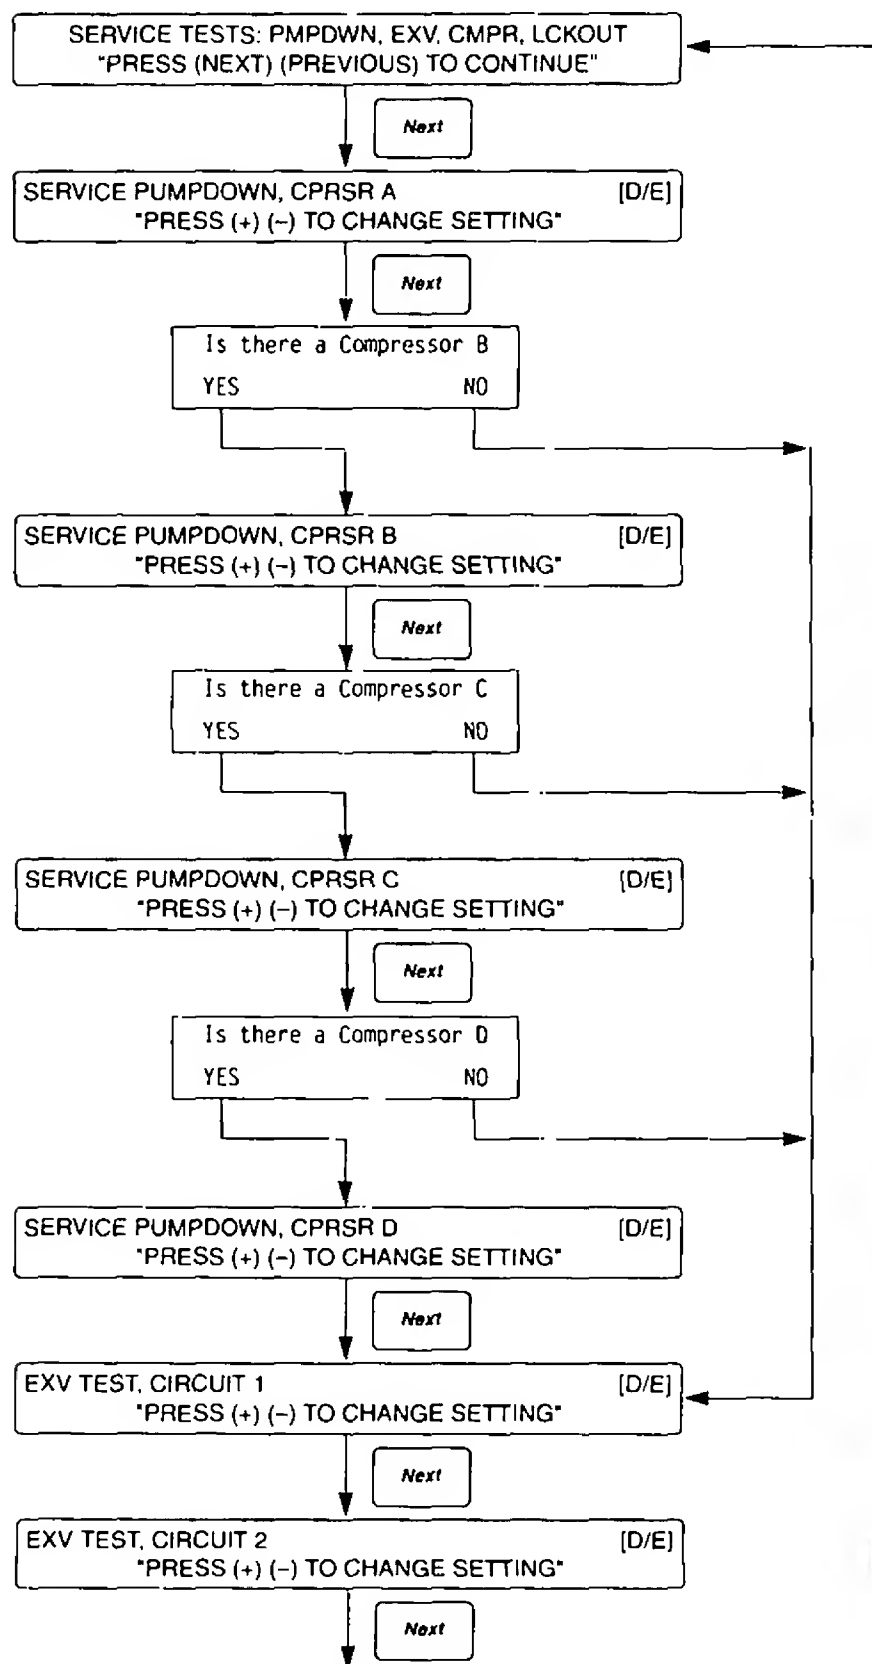 SERVICE TESTS: PMPDWN, EXV, CMPR, LCKOUT
"PRESS (NEXT) (PREVIOUS) TO CONTINUE"
Next
SERVICE PUMPDOWN, CPRSR A [D/E]
"PRESS (+) (–) TO CHANGE SETTING"
Next
Is there a Compressor B
YES NO
SERVICE PUMPDOWN, CPRSR B [D/E]
"PRESS (+) (–) TO CHANGE SETTING"
Next
Is there a Compressor C
YES NO
SERVICE PUMPDOWN, CPRSR C [D/E]
"PRESS (+) (–) TO CHANGE SETTING"
Next
Is there a Compressor D
YES NO
SERVICE PUMPDOWN, CPRSR D [D/E]
"PRESS (+) (–) TO CHANGE SETTING"
Next
EXV TEST, CIRCUIT 1 [D/E]
"PRESS (+) (–) TO CHANGE SETTING"
Next
EXV TEST, CIRCUIT 2 [D/E]
"PRESS (+) (–) TO CHANGE SETTING"
Next